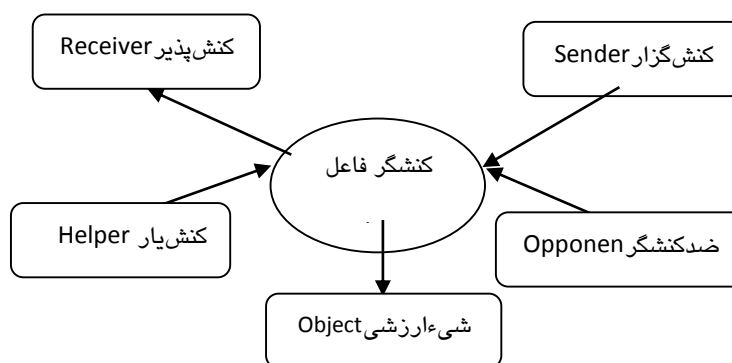 کنش‌گزارSender
کنش‌پذیرReceiver
کنشگر فاعل
ضدکنشگرOpponen
کنش‌یار Helper
شیءارزشیObject